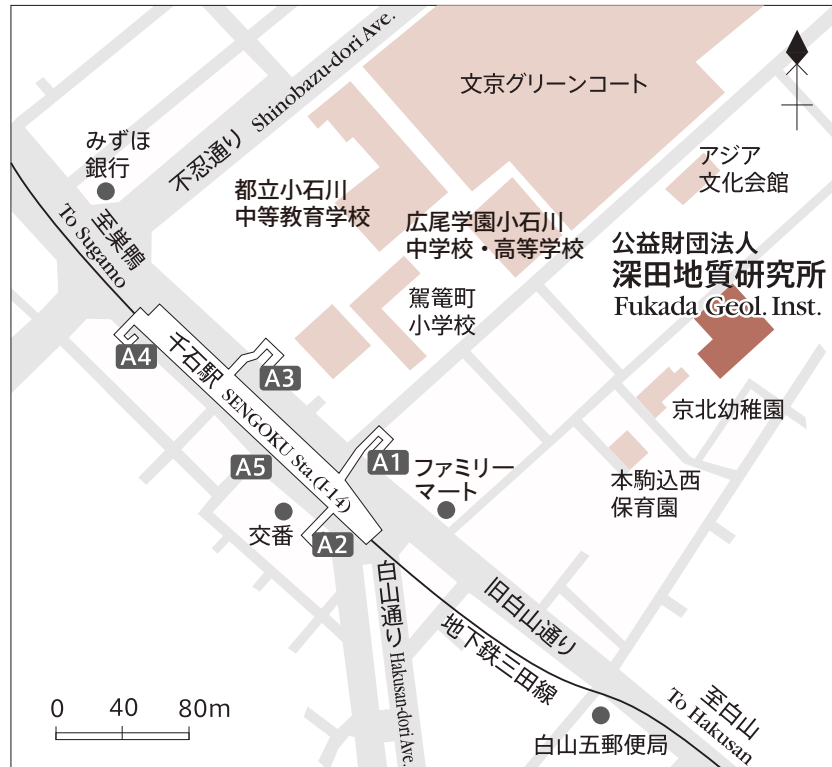 不忍通り Shinobazu-dori Ave.
文京グリーンコート
みずほ
銀行
アジア
文化会館
都立小石川
中等教育学校
広尾学園小石川
中学校・高等学校
公益財団法人
深田地質研究所
Fukada Geol. Inst.
至巣鴨
To Sugamo
駕篭町
小学校
A4
千石駅 SENGOKU Sta.(I-14)
A3
京北幼稚園
A5
A1
ファミリー
マート
本駒込西
保育園
交番
A2
白山通り Hakusan-dori Ave.
旧白山通り
地下鉄三田線
至白山
To Hakusan
白山五郵便局
0 40 80m